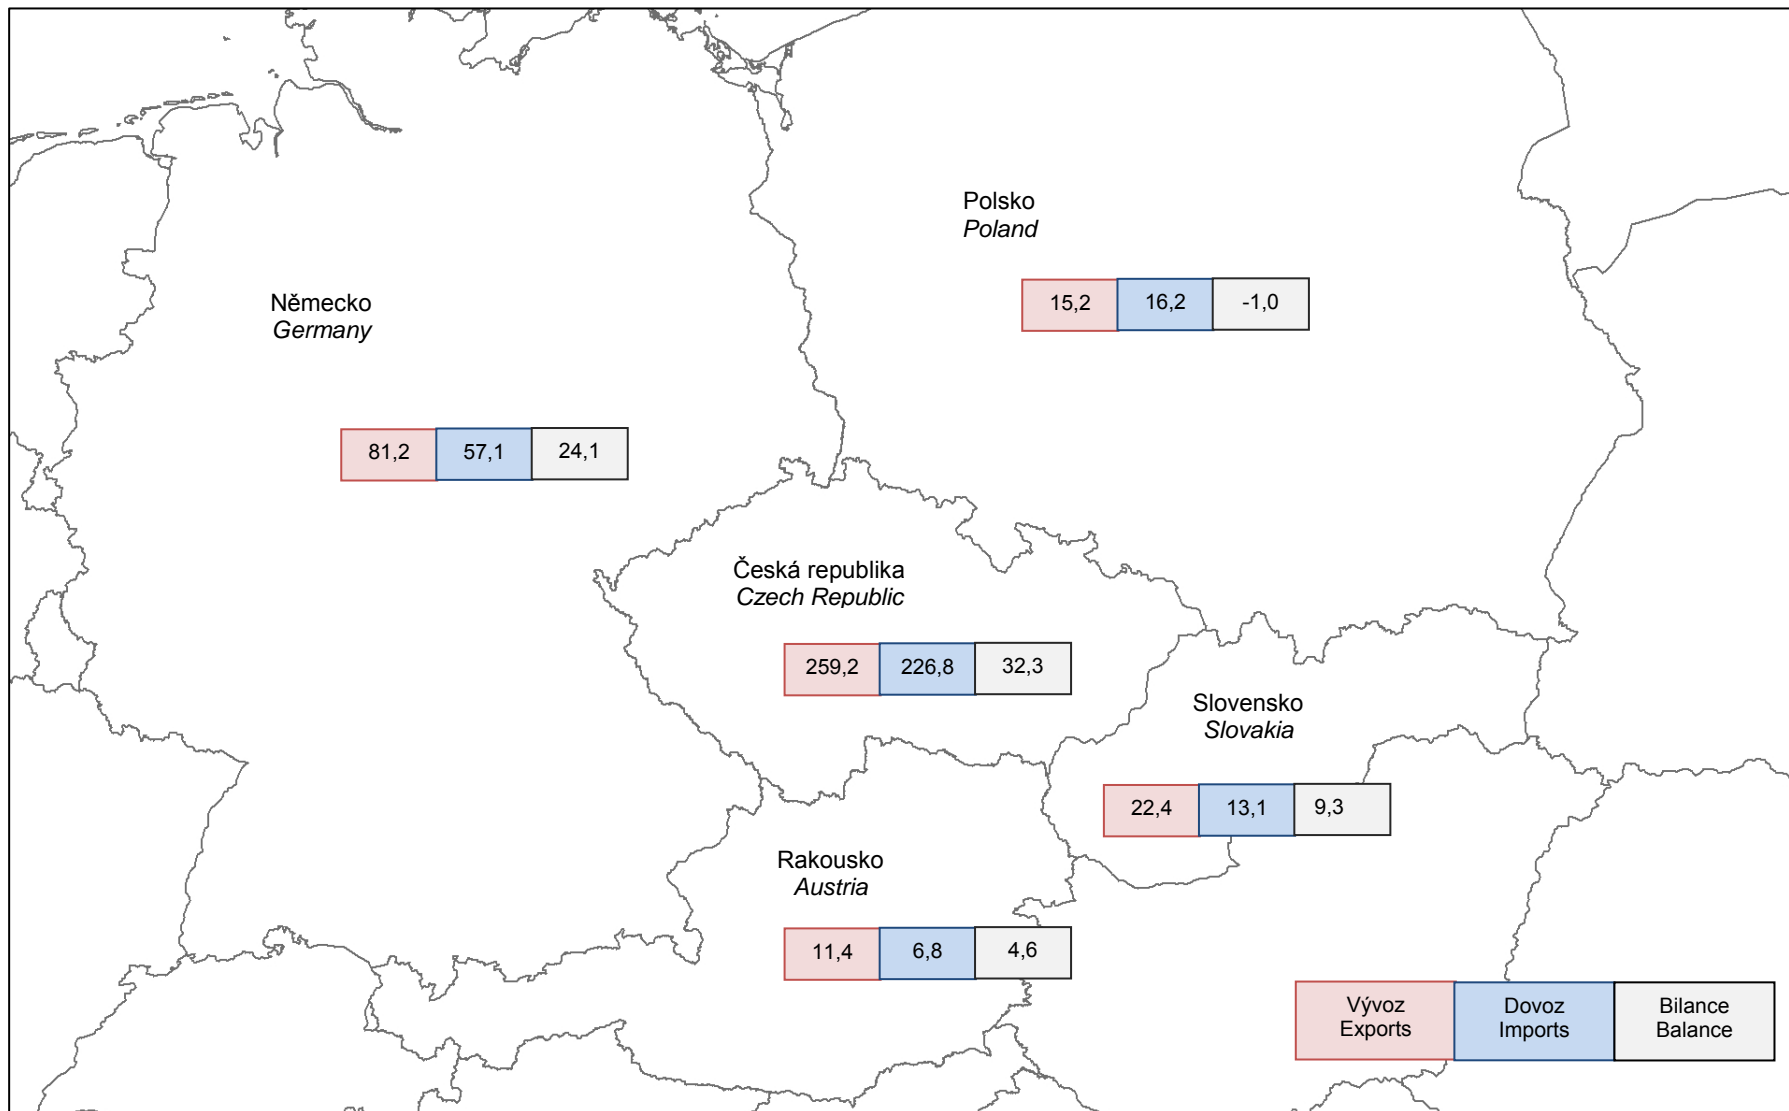 Polsko
Poland
15,2 16,2 -1,0
Německo
Germany
81,2 57,1 24,1
Česká republika
Czech Republic
259,2 226,8 32,3
Slovensko
Slovakia
22,4 13,1 9,3
Rakousko
Austria
11,4 6,8 4,6
Vývoz Dovoz Bilance
Exports Imports Balance